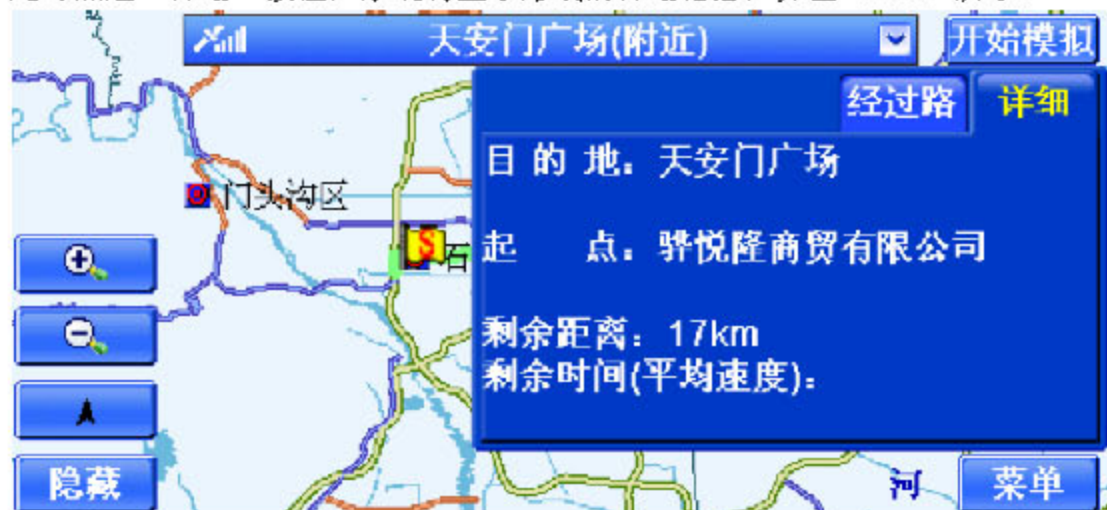 天安门广场(附近)
开始模拟
经过路
详细
目的地：天安门广场
门头沟区
石
起点：骅悦隆商贸有限公司
剩余距离：17km
剩余时间(平均速度)：
隐藏
河
菜单